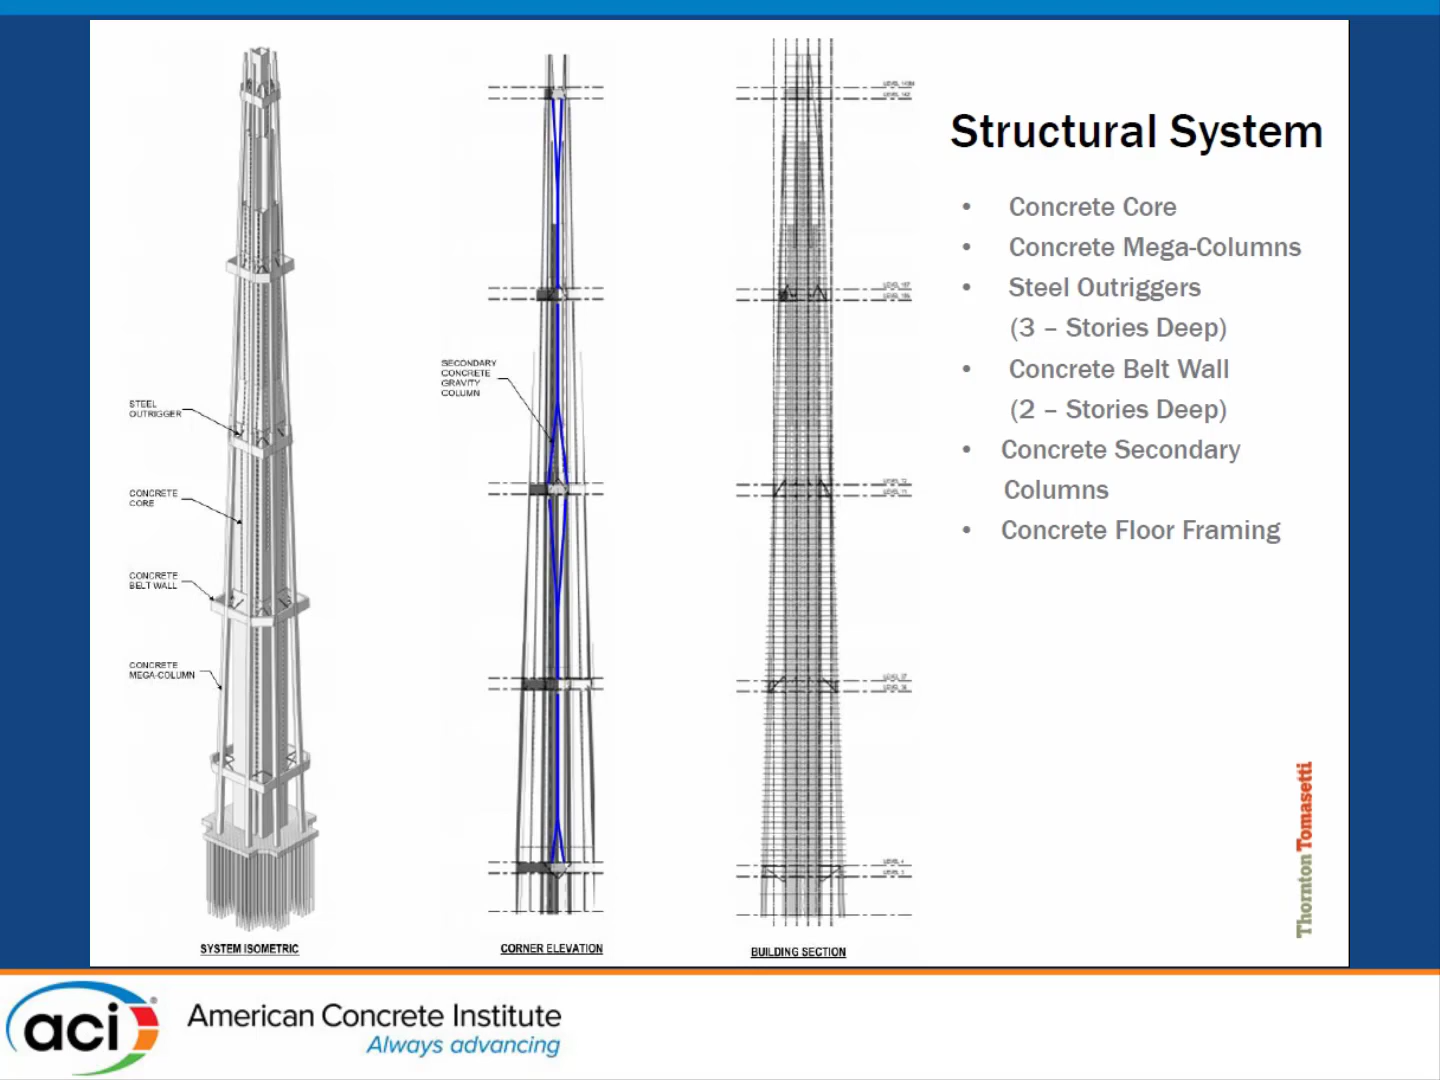 Structural System
• Concrete Core
• Concrete Mega-Columns
• Steel Outriggers
(3 – Stories Deep)
• Concrete Belt Wall
(2 – Stories Deep)
• Concrete Secondary
Columns
• Concrete Floor Framing
STEEL
OUTRIGGER
CONCRETE
CORE
CONCRETE
BELT WALL
CONCRETE
MEGA-COLUMN
SYSTEM ISOMETRIC
SECONDARY
CONCRETE
GRAVITY
COLUMN
CORNER ELEVATION
BUILDING SECTION
Thornton Tomasetti
aci®
American Concrete Institute
Always advancing